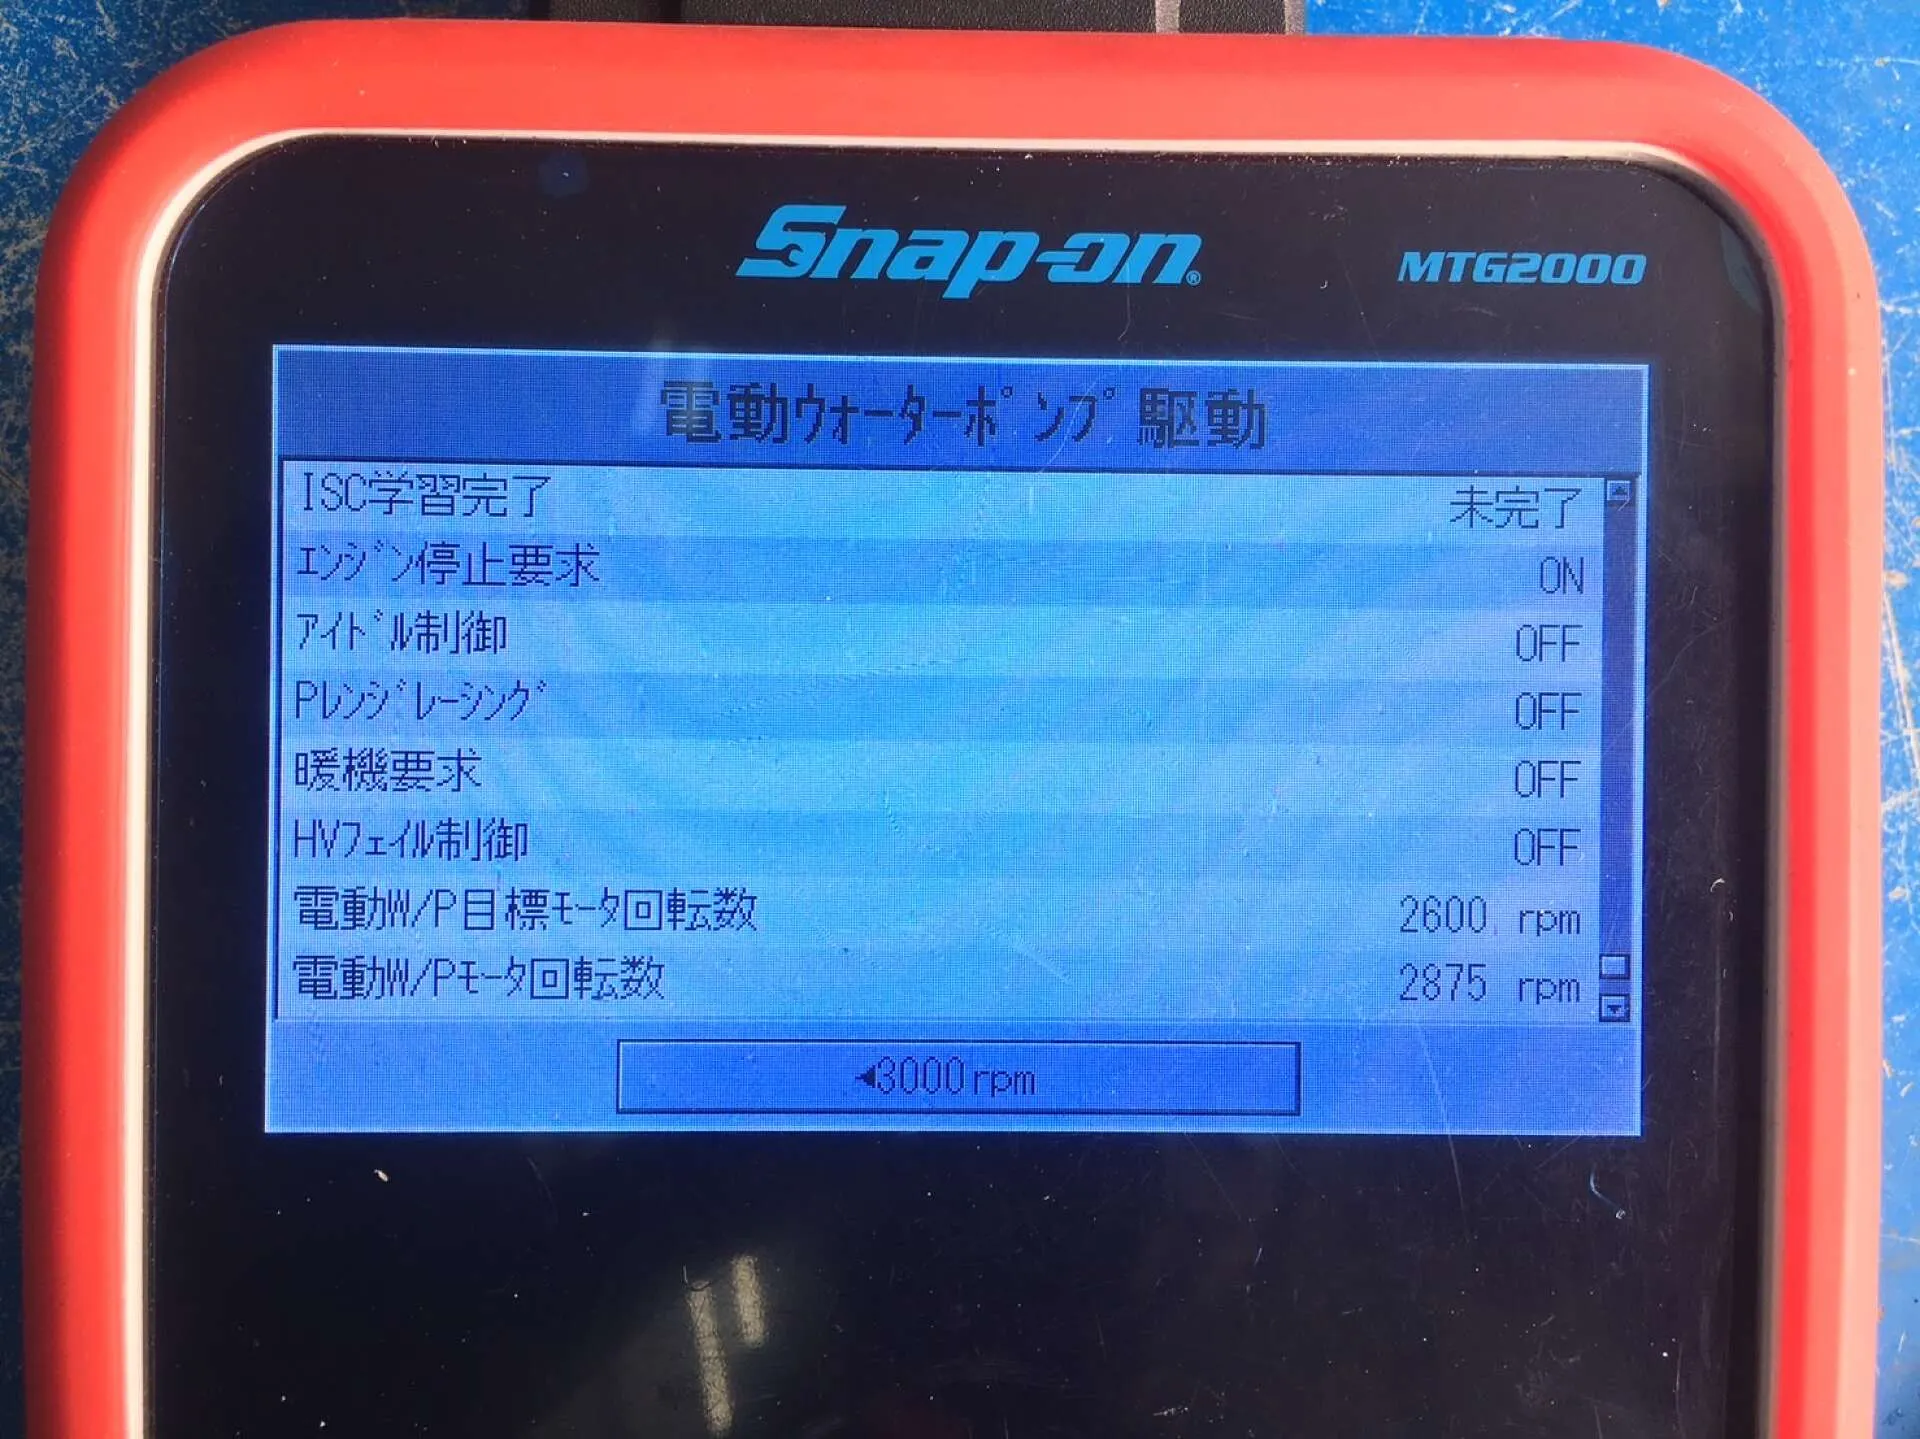 Snap-on®
MTG2000
電動ウォーターポンプ駆動
ISC学習完了 未完了
エンジン停止要求 ON
アイドル制御 OFF
Pレンジレーシング OFF
暖機要求 OFF
HVフェイル制御 OFF
電動W/P目標モータ回転数 2600 rpm
電動W/Pモータ回転数 2875 rpm
◀3000rpm